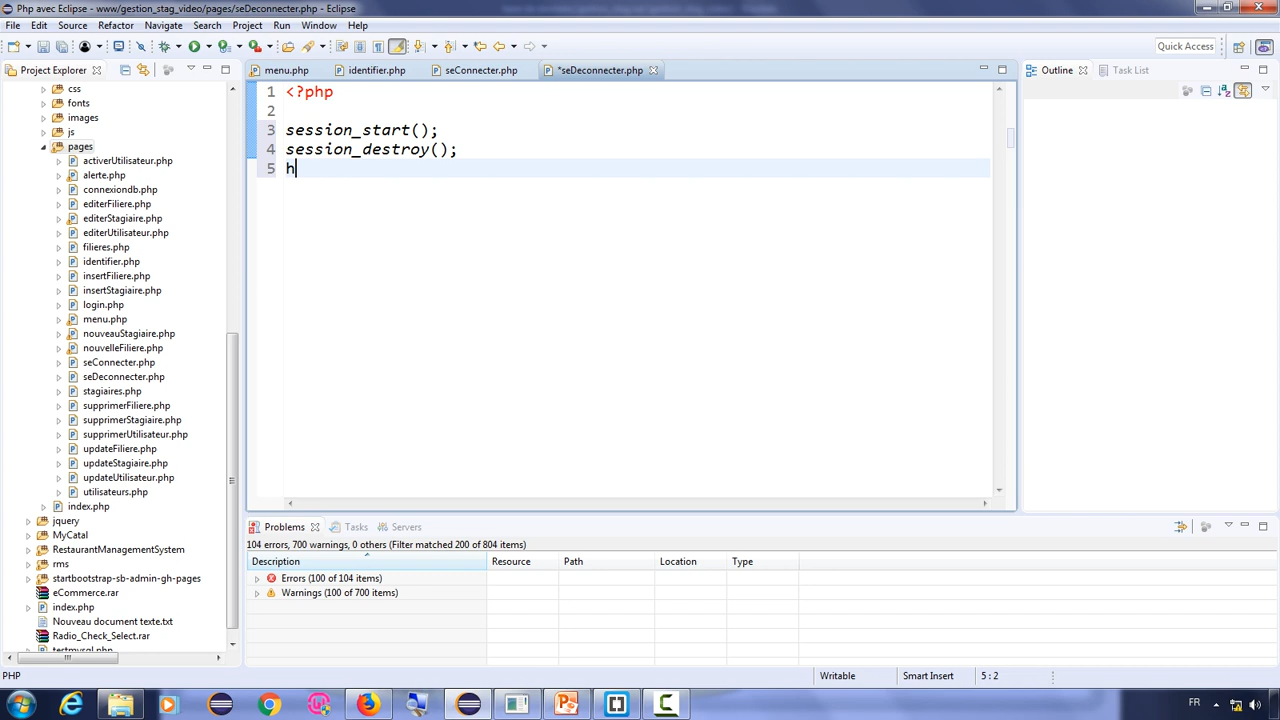 Php avec Eclipse - www/gestion_stag_video/pages/seDeconnecter.php - Eclipse
File Edit Source Refactor Navigate Search Project Run Window Help
Quick Access
Project Explorer
menu.php identifier.php seConnecter.php *seDeconnecter.php
Outline Task List
css
fonts
images
js
pages
activerUtilisateur.php
alerte.php
connexiondb.php
editerFiliere.php
editerStagiaire.php
editerUtilisateur.php
filieres.php
identifier.php
insertFiliere.php
insertStagiaire.php
login.php
menu.php
nouveauStagiaire.php
nouvelleFiliere.php
seConnecter.php
seDeconnecter.php
stagiaires.php
supprimerFiliere.php
supprimerStagiaire.php
supprimerUtilisateur.php
updateFiliere.php
updateStagiaire.php
updateUtilisateur.php
utilisateurs.php
index.php
jquery
MyCatal
RestaurantManagementSystem
rms
startbootstrap-sb-admin-gh-pages
eCommerce.rar
index.php
Nouveau document texte.txt
Radio_Check_Select.rar
testmysql.php
1 <?php
2
3 session_start();
4 session_destroy();
5 h
Problems Tasks Servers
104 errors, 700 warnings, 0 others (Filter matched 200 of 804 items)
Description Resource Path Location Type
Errors (100 of 104 items)
Warnings (100 of 700 items)
PHP Writable Smart Insert 5 : 2
FR